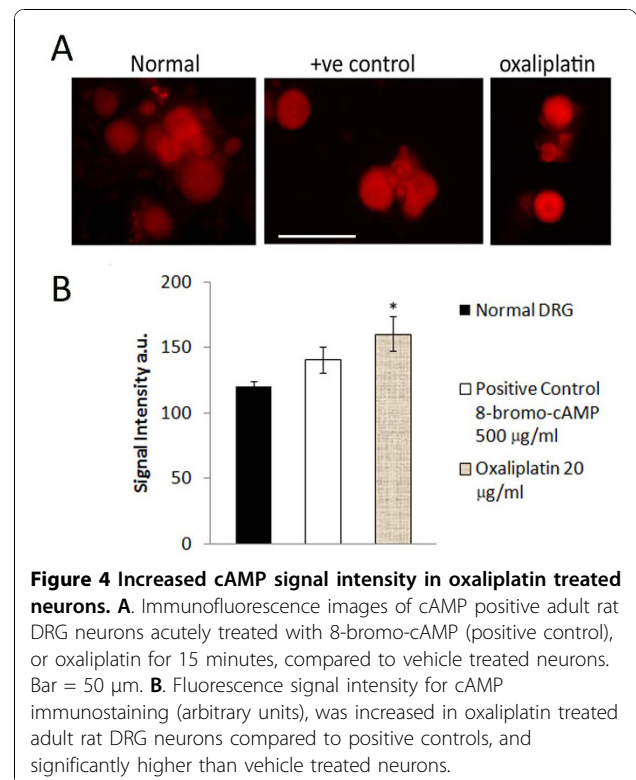 A
Normal
+ve control
oxaliplatin
B
200
150
100
50
0
Signal Intensity a.u.
*
Normal DRG
Positive Control
8-bromo-cAMP
500 µg/ml
Oxaliplatin 20
µg/ml
Figure 4 Increased cAMP signal intensity in oxaliplatin treated
neurons. A. Immunofluorescence images of cAMP positive adult rat
DRG neurons acutely treated with 8-bromo-cAMP (positive control),
or oxaliplatin for 15 minutes, compared to vehicle treated neurons.
Bar = 50 µm. B. Fluorescence signal intensity for cAMP
immunostaining (arbitrary units), was increased in oxaliplatin treated
adult rat DRG neurons compared to positive controls, and
significantly higher than vehicle treated neurons.